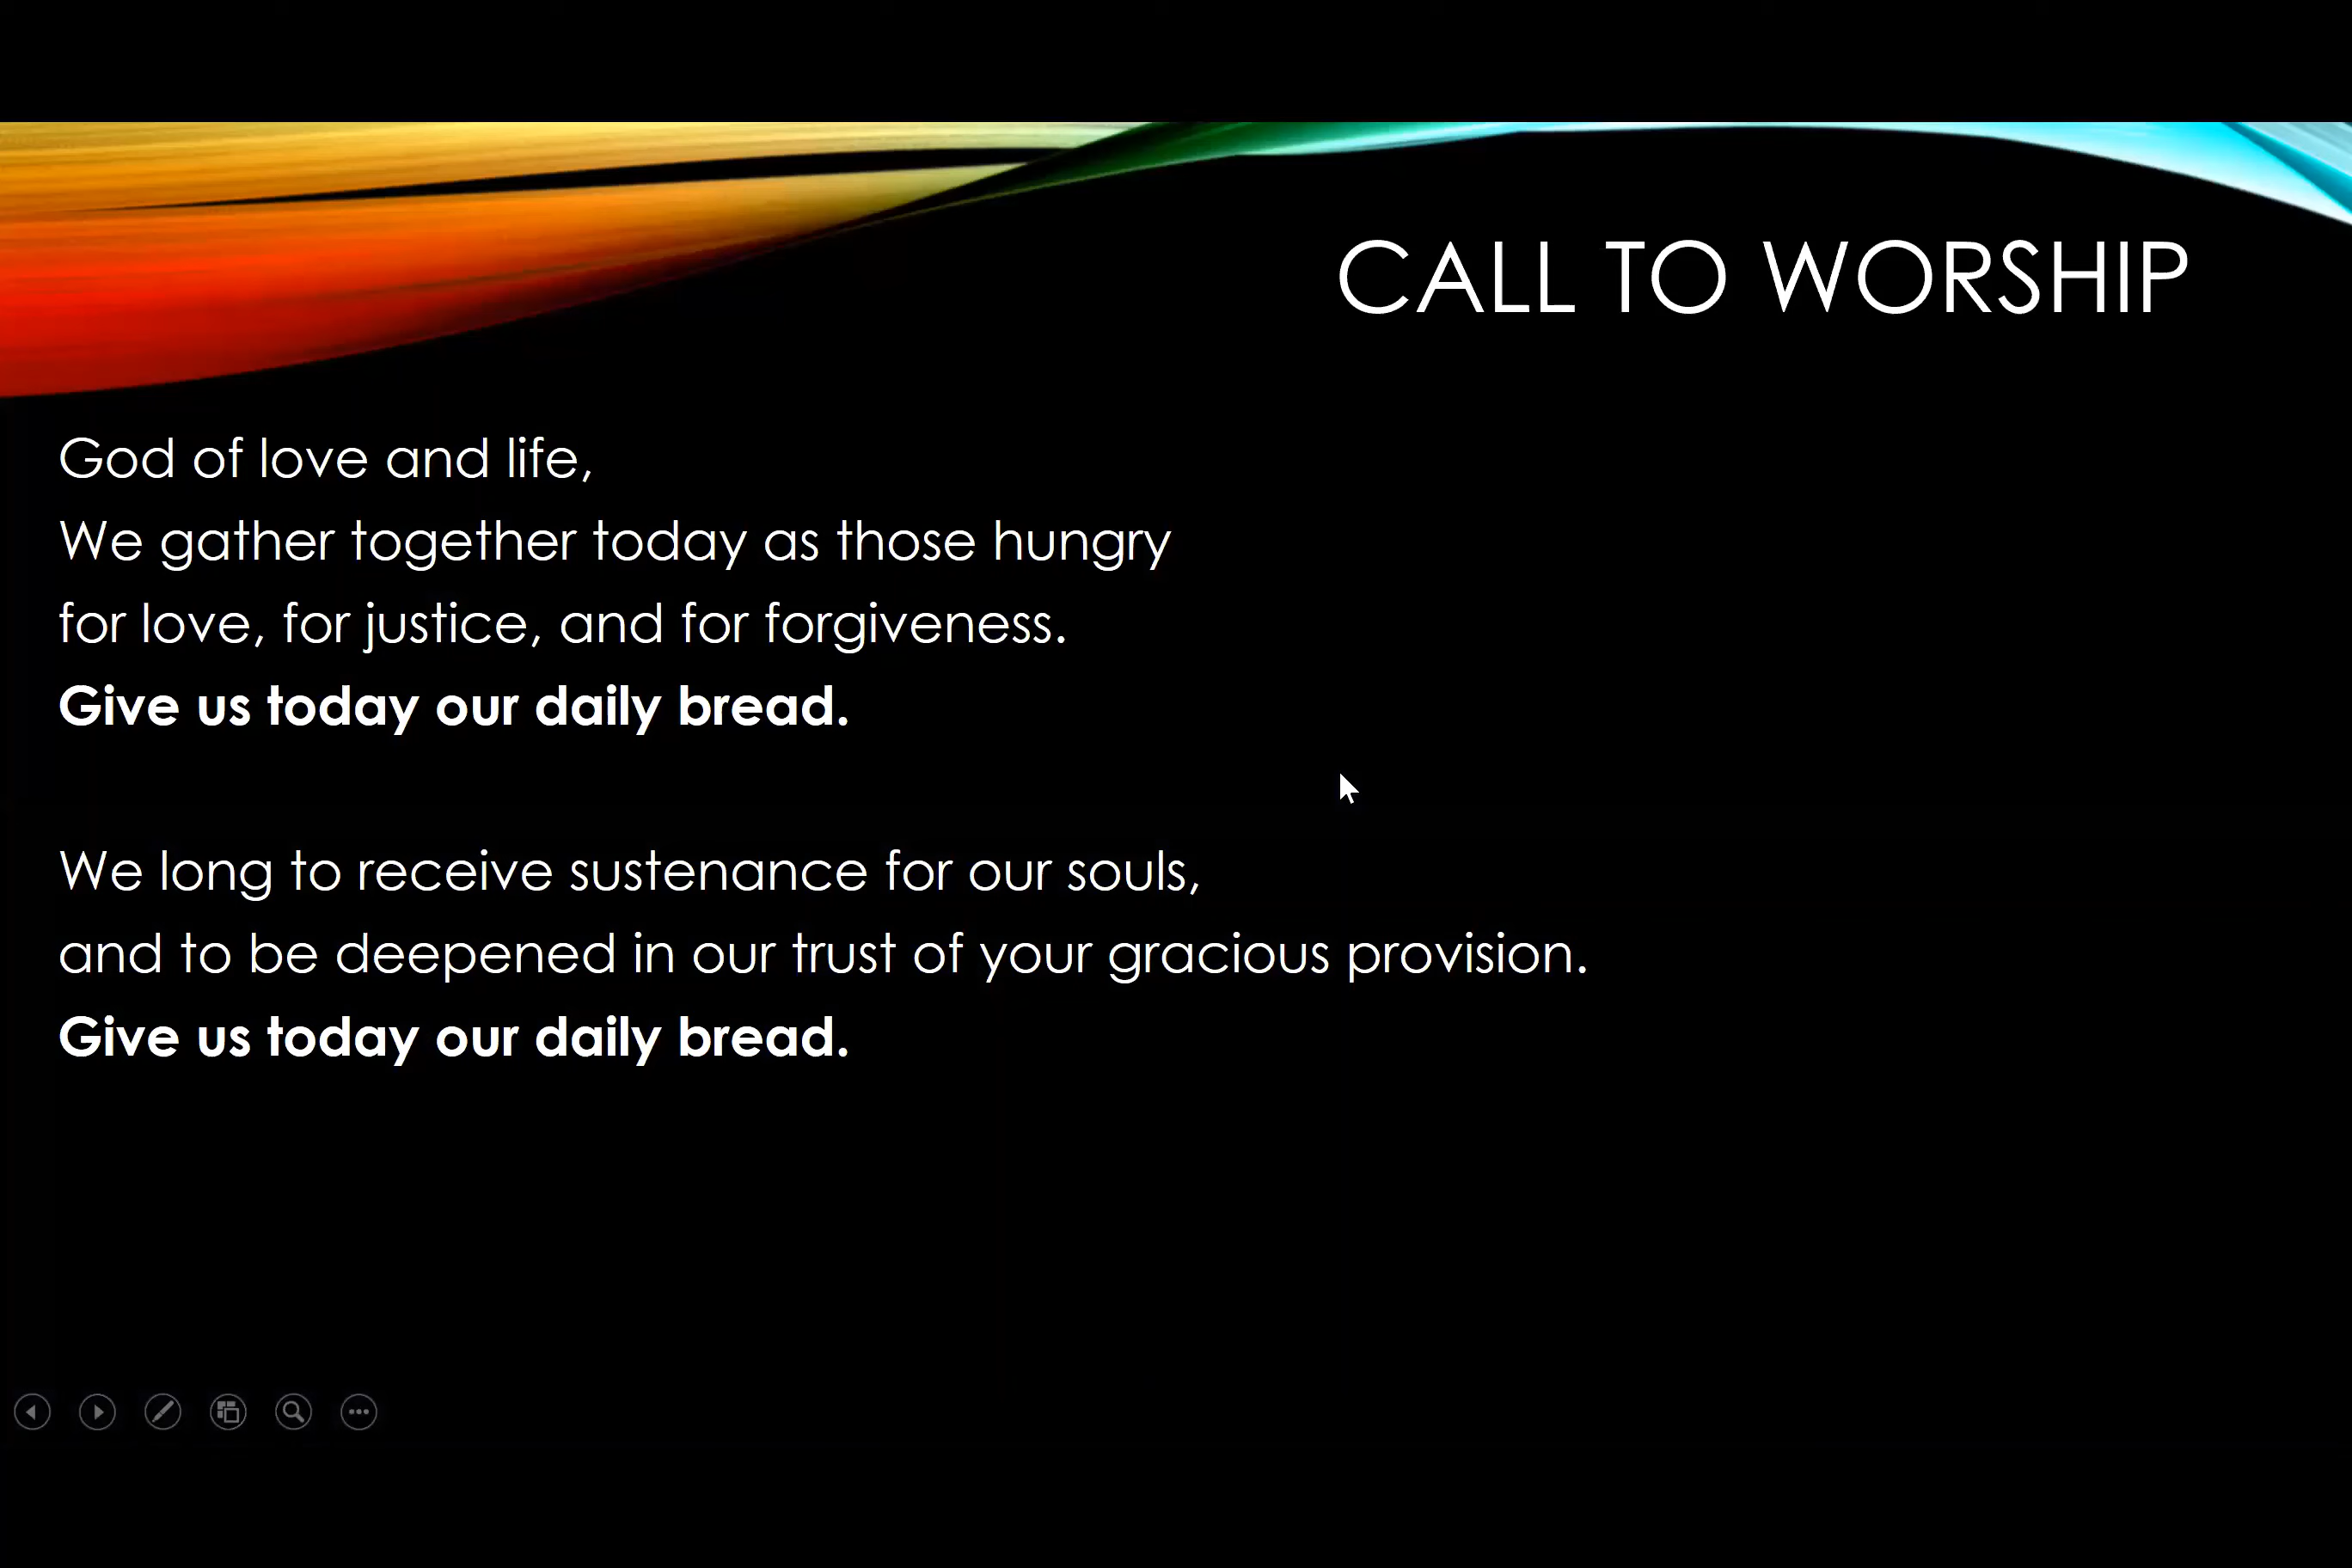 CALL TO WORSHIP
God of love and life,
We gather together today as those hungry
for love, for justice, and for forgiveness.
Give us today our daily bread.
We long to receive sustenance for our souls,
and to be deepened in our trust of your gracious provision.
Give us today our daily bread.